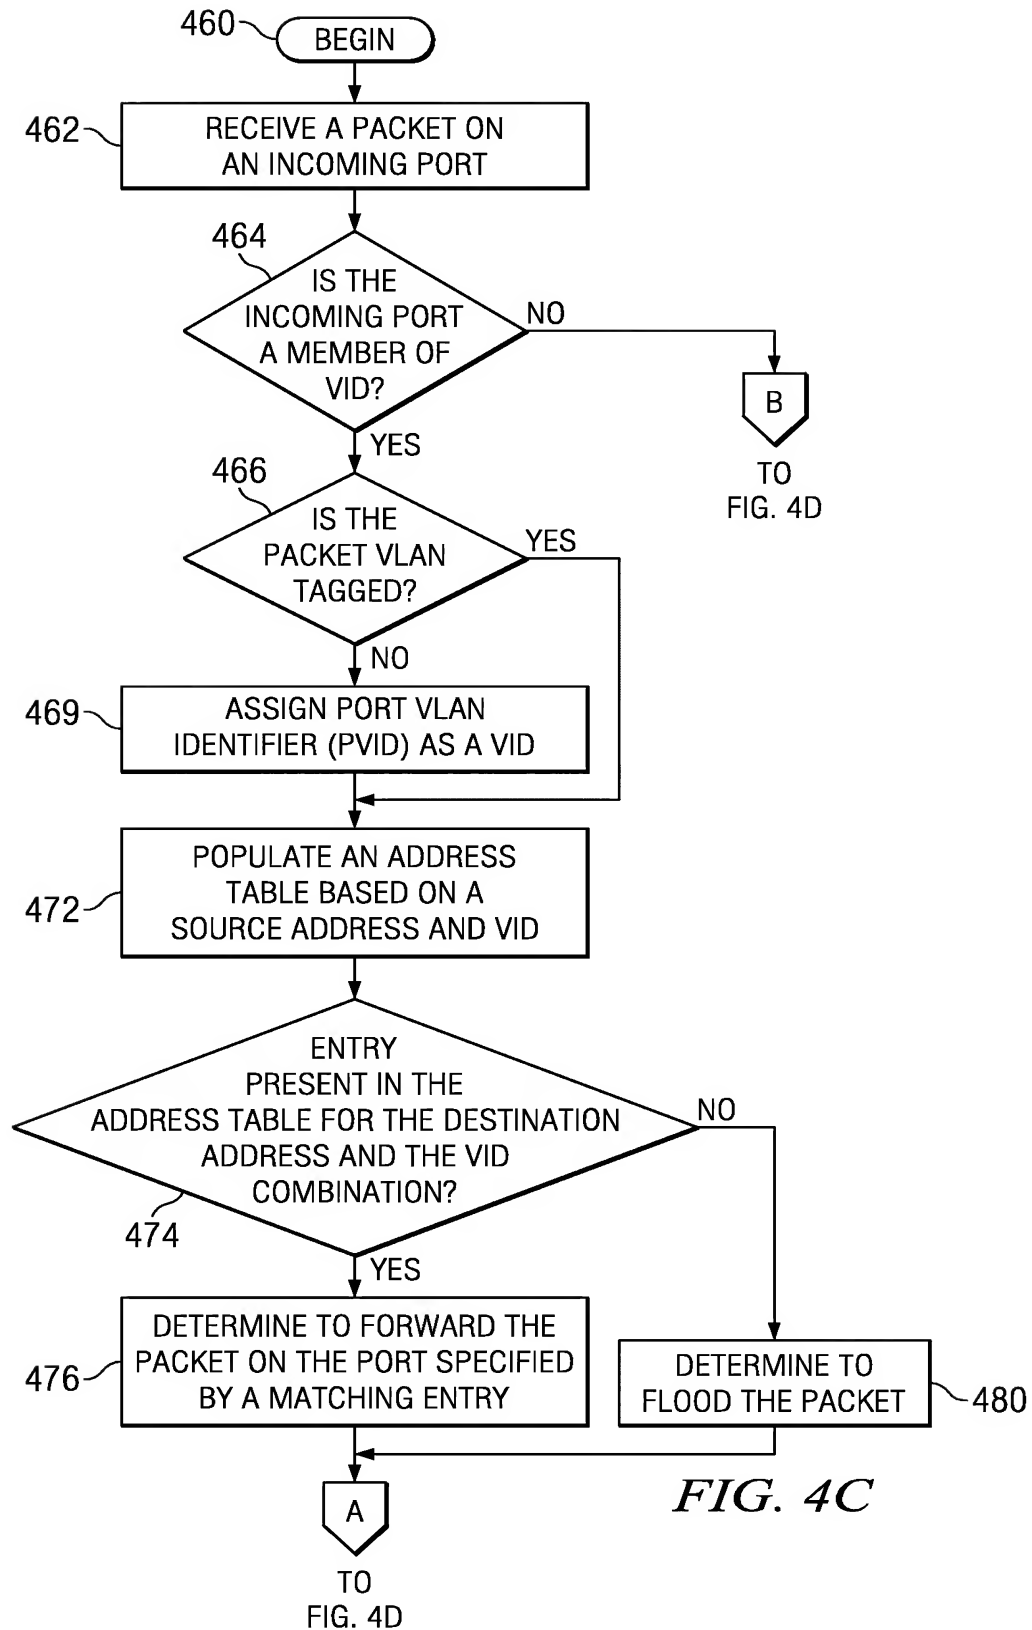 460
BEGIN
462
RECEIVE A PACKET ON
AN INCOMING PORT
464
IS THE
INCOMING PORT
A MEMBER OF
VID?
NO
B
TO
FIG. 4D
YES
466
IS THE
PACKET VLAN
TAGGED?
YES
NO
469
ASSIGN PORT VLAN
IDENTIFIER (PVID) AS A VID
472
POPULATE AN ADDRESS
TABLE BASED ON A
SOURCE ADDRESS AND VID
ENTRY
PRESENT IN THE
ADDRESS TABLE FOR THE DESTINATION
ADDRESS AND THE VID
COMBINATION?
NO
474
YES
476
DETERMINE TO FORWARD THE
PACKET ON THE PORT SPECIFIED
BY A MATCHING ENTRY
DETERMINE TO
FLOOD THE PACKET
480
A
TO
FIG. 4D
FIG. 4C